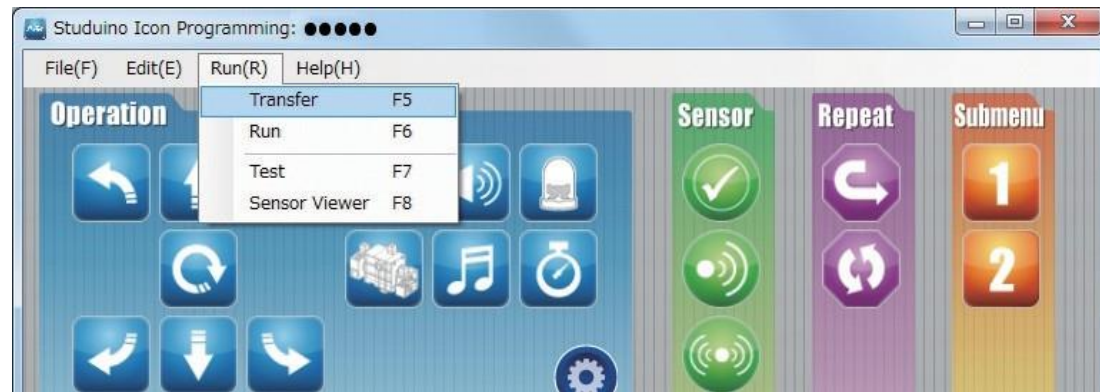 Studuino Icon Programming: ●●●●●
File(F) Edit(E) Run(R) Help(H)
Transfer F5
Run F6
Test F7
Sensor Viewer F8
Operation
Sensor
Repeat
Submenu
1
2